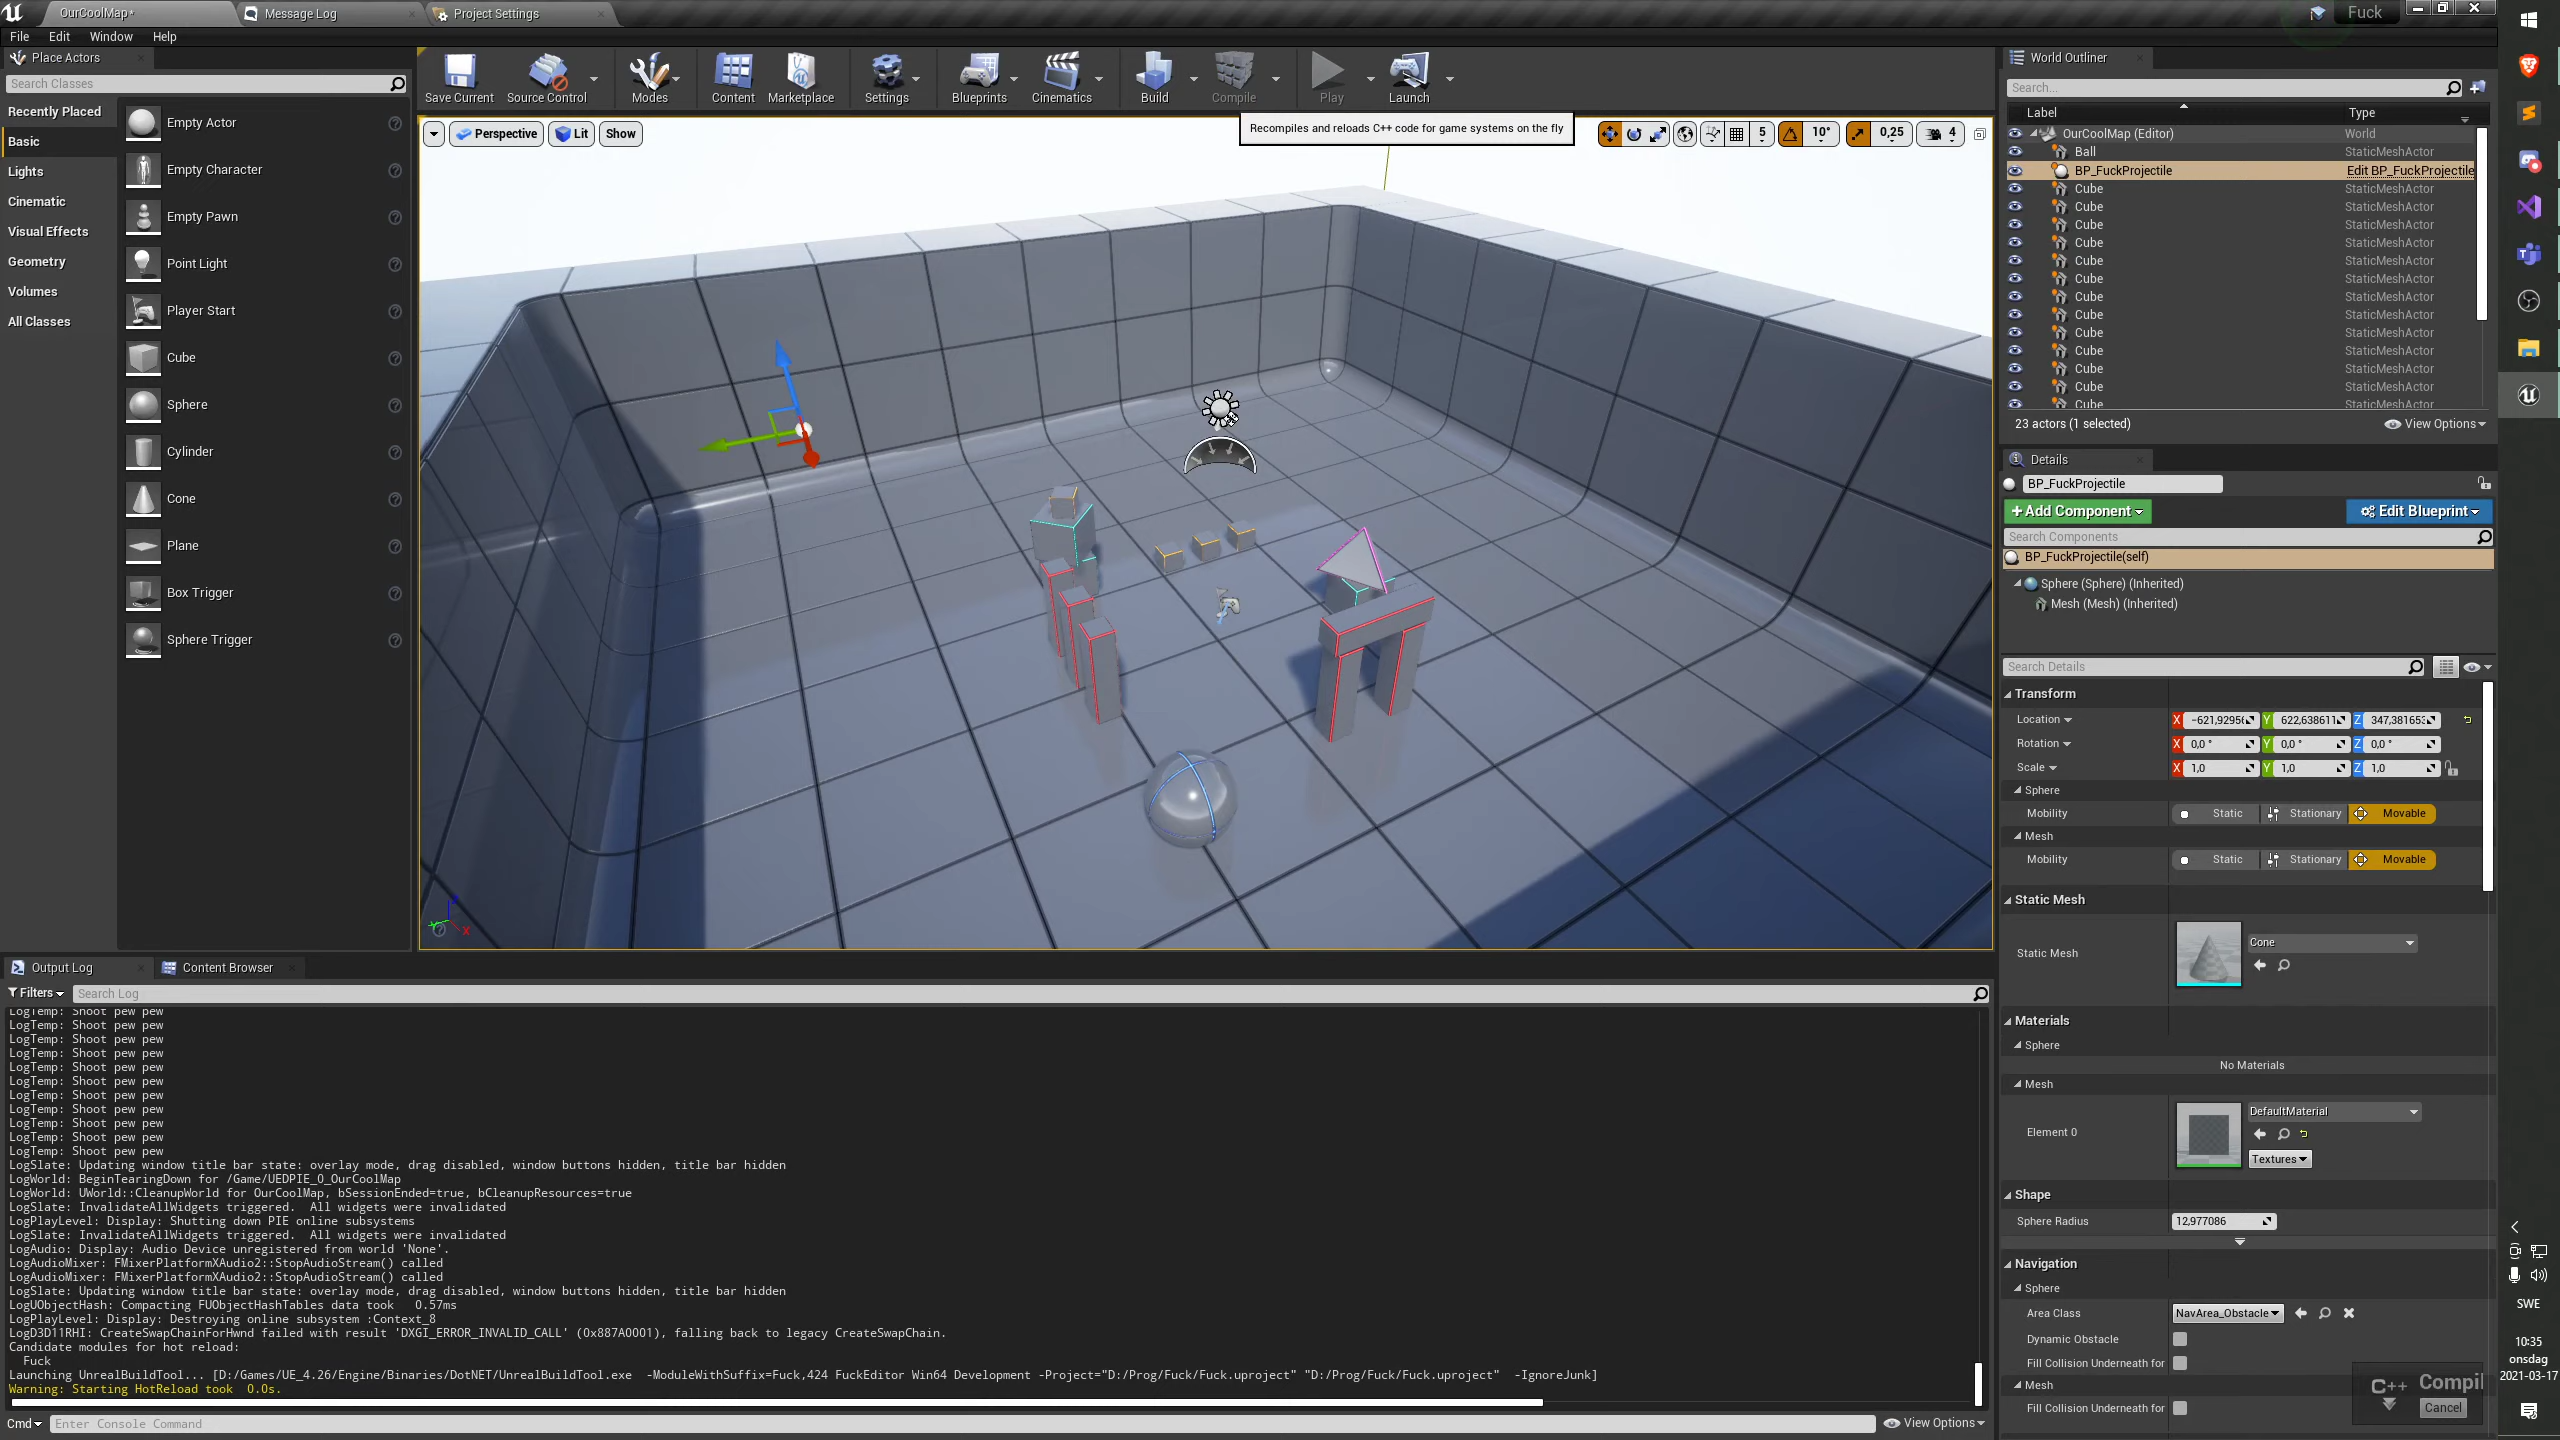 OurCoolMap*
Message Log
Project Settings
Fuck
File Edit Window Help
Place Actors
Search Classes
Recently Placed
Basic
Lights
Cinematic
Visual Effects
Geometry
Volumes
All Classes
Empty Actor
Empty Character
Empty Pawn
Point Light
Player Start
Cube
Sphere
Cylinder
Cone
Plane
Box Trigger
Sphere Trigger
Save Current
Source Control
Modes
Content
Marketplace
Settings
Blueprints
Cinematics
Build
Compile
Play
Launch
Perspective
Lit
Show
Recompiles and reloads C++ code for game systems on the fly
5
10°
0,25
4
World Outliner
Search...
Label Type
OurCoolMap (Editor) World
Ball StaticMeshActor
BP_FuckProjectile Edit BP_FuckProjectile
Cube StaticMeshActor
Cube StaticMeshActor
Cube StaticMeshActor
Cube StaticMeshActor
Cube StaticMeshActor
Cube StaticMeshActor
Cube StaticMeshActor
Cube StaticMeshActor
Cube StaticMeshActor
Cube StaticMeshActor
Cube StaticMeshActor
Cube StaticMeshActor
Cube StaticMeshActor
23 actors (1 selected)
View Options
Details
BP_FuckProjectile
+Add Component
Edit Blueprint
Search Components
BP_FuckProjectile(self)
Sphere (Sphere) (Inherited)
Mesh (Mesh) (Inherited)
Search Details
Transform
Location X -621,9295 Y 622,638611 Z 347,381653
Rotation X 0,0 ° Y 0,0 ° Z 0,0 °
Scale X 1,0 Y 1,0 Z 1,0
Sphere
Mobility Static Stationary Movable
Mesh
Mobility Static Stationary Movable
Static Mesh
Static Mesh
Cone
Materials
Sphere
No Materials
Mesh
Element 0
DefaultMaterial
Textures
Shape
Sphere Radius 12,977086
Navigation
Sphere
Area Class NavArea_Obstacle
Dynamic Obstacle
Fill Collision Underneath for
Mesh
Fill Collision Underneath for
C++ Compil
Cancel
Output Log
Content Browser
Filters
Search Log
LogTemp: Shoot pew pew
LogTemp: Shoot pew pew
LogTemp: Shoot pew pew
LogTemp: Shoot pew pew
LogTemp: Shoot pew pew
LogTemp: Shoot pew pew
LogTemp: Shoot pew pew
LogTemp: Shoot pew pew
LogTemp: Shoot pew pew
LogTemp: Shoot pew pew
LogTemp: Shoot pew pew
LogSlate: Updating window title bar state: overlay mode, drag disabled, window buttons hidden, title bar hidden
LogWorld: BeginTearingDown for /Game/UEDPIE_0_OurCoolMap
LogWorld: UWorld::CleanupWorld for OurCoolMap, bSessionEnded=true, bCleanupResources=true
LogSlate: InvalidateAllWidgets triggered.  All widgets were invalidated
LogPlayLevel: Display: Shutting down PIE online subsystems
LogSlate: InvalidateAllWidgets triggered.  All widgets were invalidated
LogAudio: Display: Audio Device unregistered from world 'None'.
LogAudioMixer: FMixerPlatformXAudio2::StopAudioStream() called
LogAudioMixer: FMixerPlatformXAudio2::StopAudioStream() called
LogSlate: Updating window title bar state: overlay mode, drag disabled, window buttons hidden, title bar hidden
LogUObjectHash: Compacting FUObjectHashTables data took   0.57ms
LogPlayLevel: Display: Destroying online subsystem :Context_8
LogD3D11RHI: CreateSwapChainForHwnd failed with result 'DXGI_ERROR_INVALID_CALL' (0x887A0001), falling back to legacy CreateSwapChain.
Candidate modules for hot reload:
Fuck
Launching UnrealBuildTool... [D:/Games/UE_4.26/Engine/Binaries/DotNET/UnrealBuildTool.exe  -ModuleWithSuffix=Fuck,424 FuckEditor Win64 Development -Project="D:/Prog/Fuck/Fuck.uproject" "D:/Prog/Fuck/Fuck.uproject"  -IgnoreJunk]
Warning: Starting HotReload took  0.0s.
Cmd
Enter Console Command
View Options
SWE
10:35
onsdag
2021-03-17